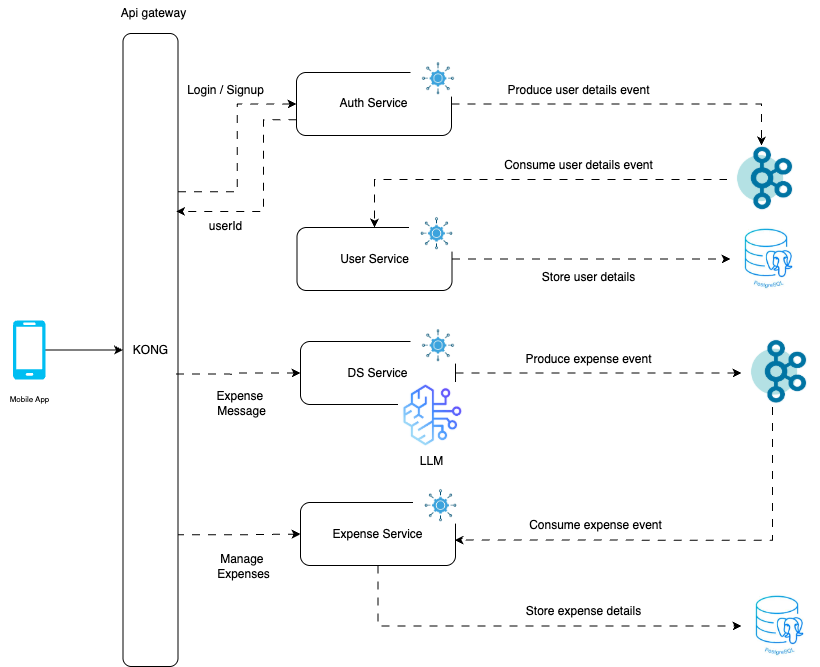 Api gateway
Login / Signup
Auth Service
Produce user details event
Consume user details event
userId
User Service
Store user details
PostgreSQL
KONG
Mobile App
DS Service
Produce expense event
Expense
Message
LLM
Expense Service
Consume expense event
Manage
Expenses
Store expense details
PostgreSQL